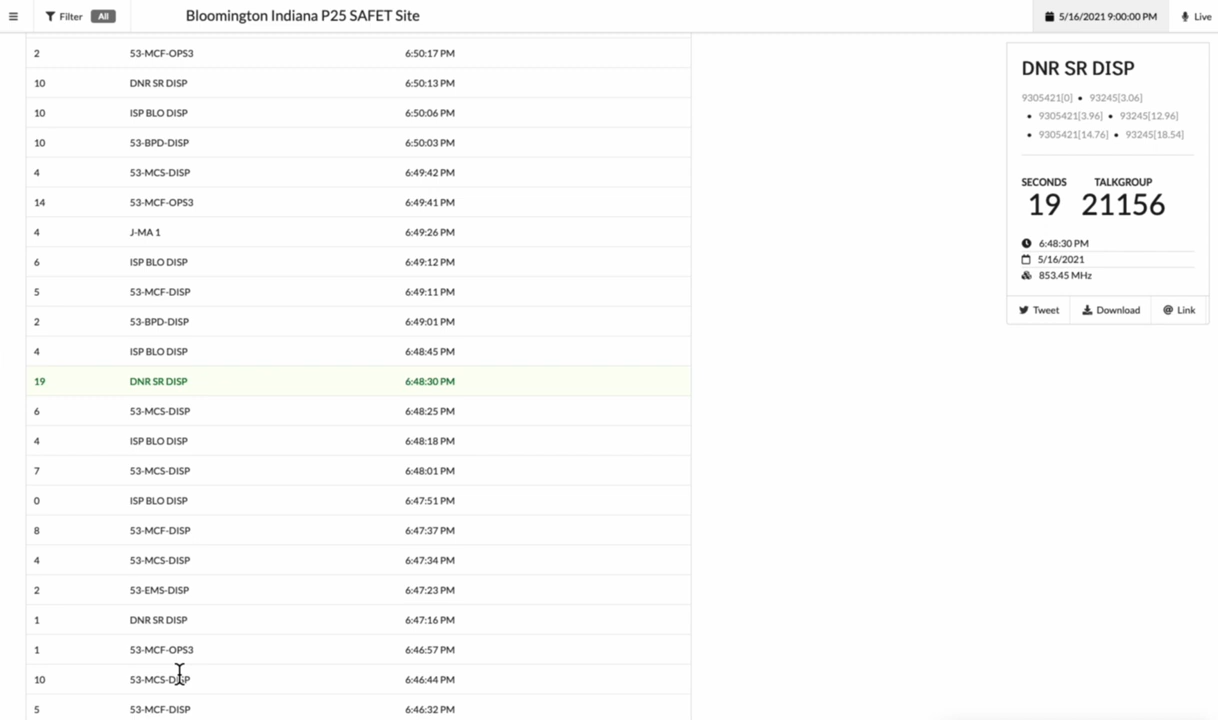 Filter All Bloomington Indiana P25 SAFET Site 5/16/2021 9:00:00 PM Live
2 53-MCF-OPS3 6:50:17 PM
10 DNR SR DISP 6:50:13 PM
10 ISP BLO DISP 6:50:06 PM
10 53-BPD-DISP 6:50:03 PM
4 53-MCS-DISP 6:49:42 PM
14 53-MCF-OPS3 6:49:41 PM
4 J-MA 1 6:49:26 PM
6 ISP BLO DISP 6:49:12 PM
5 53-MCF-DISP 6:49:11 PM
2 53-BPD-DISP 6:49:01 PM
4 ISP BLO DISP 6:48:45 PM
19 DNR SR DISP 6:48:30 PM
6 53-MCS-DISP 6:48:25 PM
4 ISP BLO DISP 6:48:18 PM
7 53-MCS-DISP 6:48:01 PM
0 ISP BLO DISP 6:47:51 PM
8 53-MCF-DISP 6:47:37 PM
4 53-MCS-DISP 6:47:34 PM
2 53-EMS-DISP 6:47:23 PM
1 DNR SR DISP 6:47:16 PM
1 53-MCF-OPS3 6:46:57 PM
10 53-MCS-DISP 6:46:44 PM
5 53-MCF-DISP 6:46:32 PM
DNR SR DISP
9305421[0] • 93245[3.06]
• 9305421[3.96] • 93245[12.96]
• 9305421[14.76] • 93245[18.54]
SECONDS TALKGROUP
19 21156
6:48:30 PM
5/16/2021
853.45 MHz
Tweet Download Link